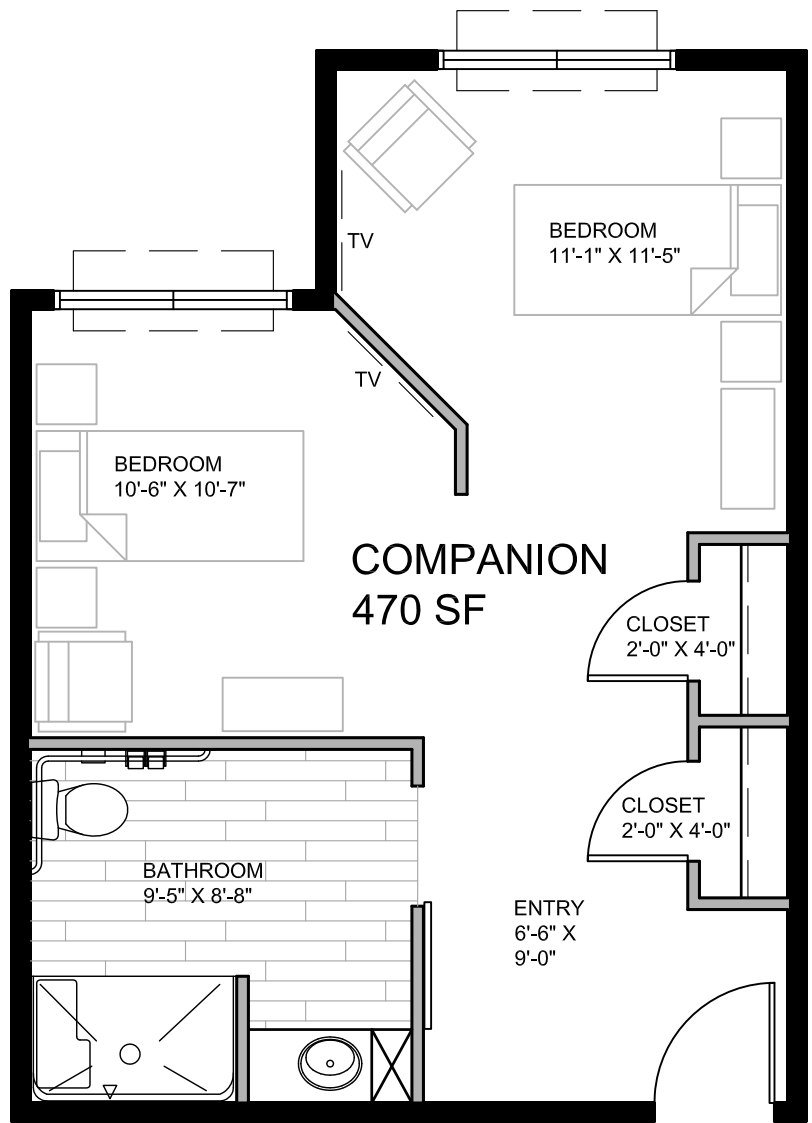 BEDROOM
11'-1" X 11'-5"
TV
TV
BEDROOM
10'-6" X 10'-7"
COMPANION
470 SF
CLOSET
2'-0" X 4'-0"
CLOSET
2'-0" X 4'-0"
BATHROOM
9'-5" X 8'-8"
ENTRY
6'-6" X
9'-0"